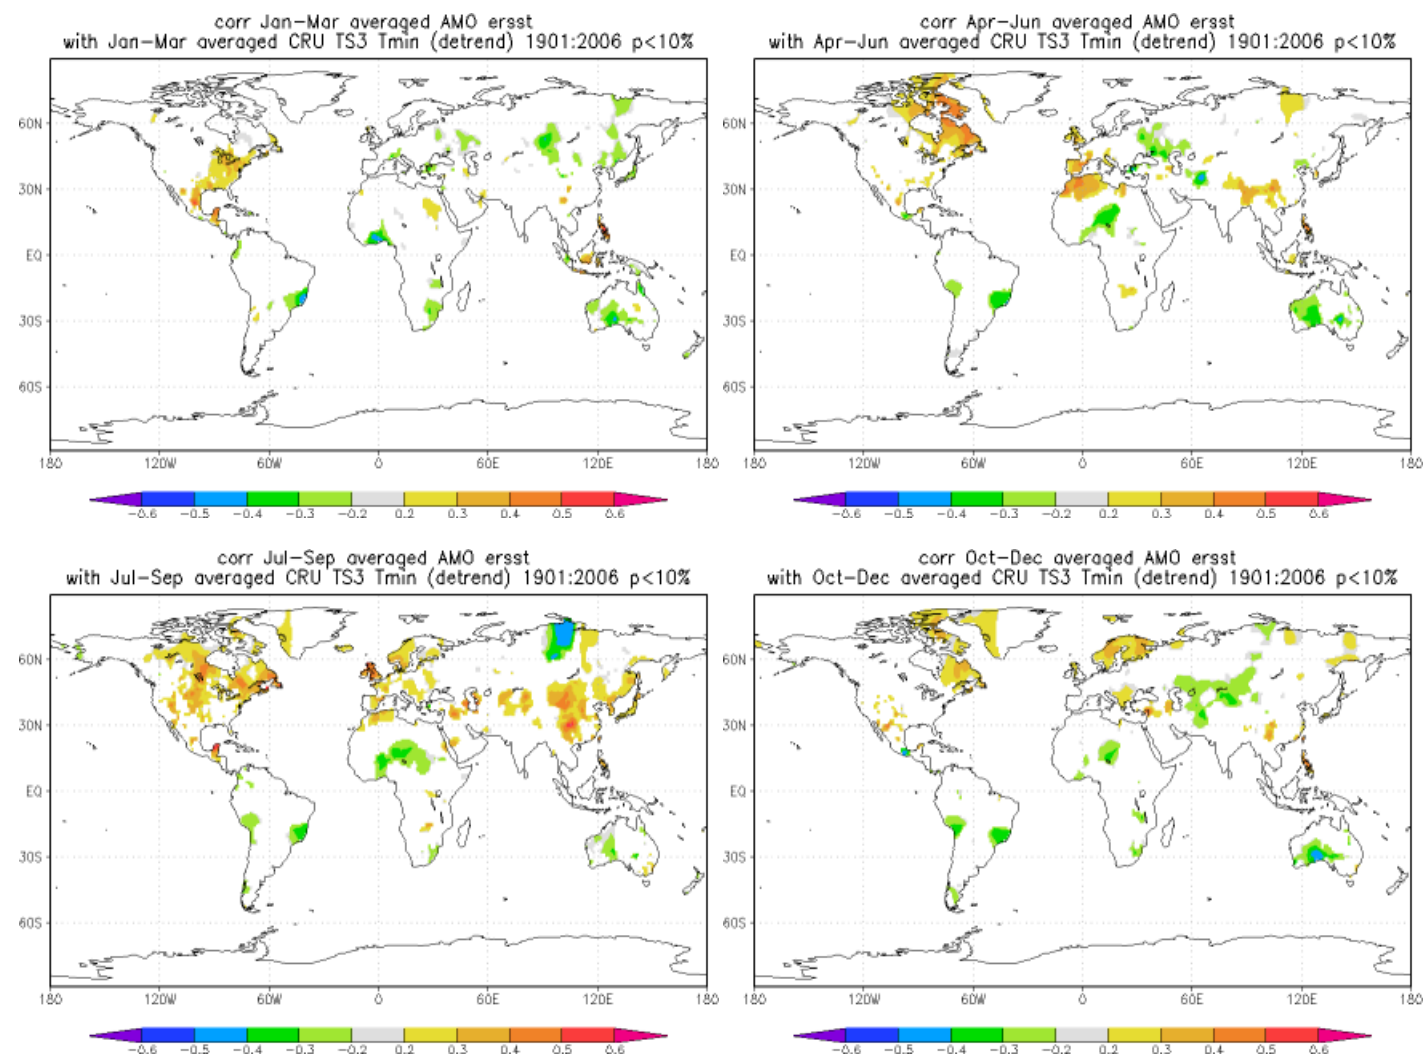 corr Jan-Mar averaged AMO ersst
with Jan-Mar averaged CRU TS3 Tmin (detrend) 1901:2006 p<10%
60N
30N
EQ
30S
60S
180 120W 60W 0 60E 120E 180
-0.6 -0.5 -0.4 -0.3 -0.2 0.2 0.3 0.4 0.5 0.6
corr Apr-Jun averaged AMO ersst
with Apr-Jun averaged CRU TS3 Tmin (detrend) 1901:2006 p<10%
60N
30N
EQ
30S
60S
180 120W 60W 0 60E 120E 180
-0.6 -0.5 -0.4 -0.3 -0.2 0.2 0.3 0.4 0.5 0.6
corr Jul-Sep averaged AMO ersst
with Jul-Sep averaged CRU TS3 Tmin (detrend) 1901:2006 p<10%
60N
30N
EQ
30S
60S
180 120W 60W 0 60E 120E 180
-0.6 -0.5 -0.4 -0.3 -0.2 0.2 0.3 0.4 0.5 0.6
corr Oct-Dec averaged AMO ersst
with Oct-Dec averaged CRU TS3 Tmin (detrend) 1901:2006 p<10%
60N
30N
EQ
30S
60S
180 120W 60W 0 60E 120E 180
-0.6 -0.5 -0.4 -0.3 -0.2 0.2 0.3 0.4 0.5 0.6